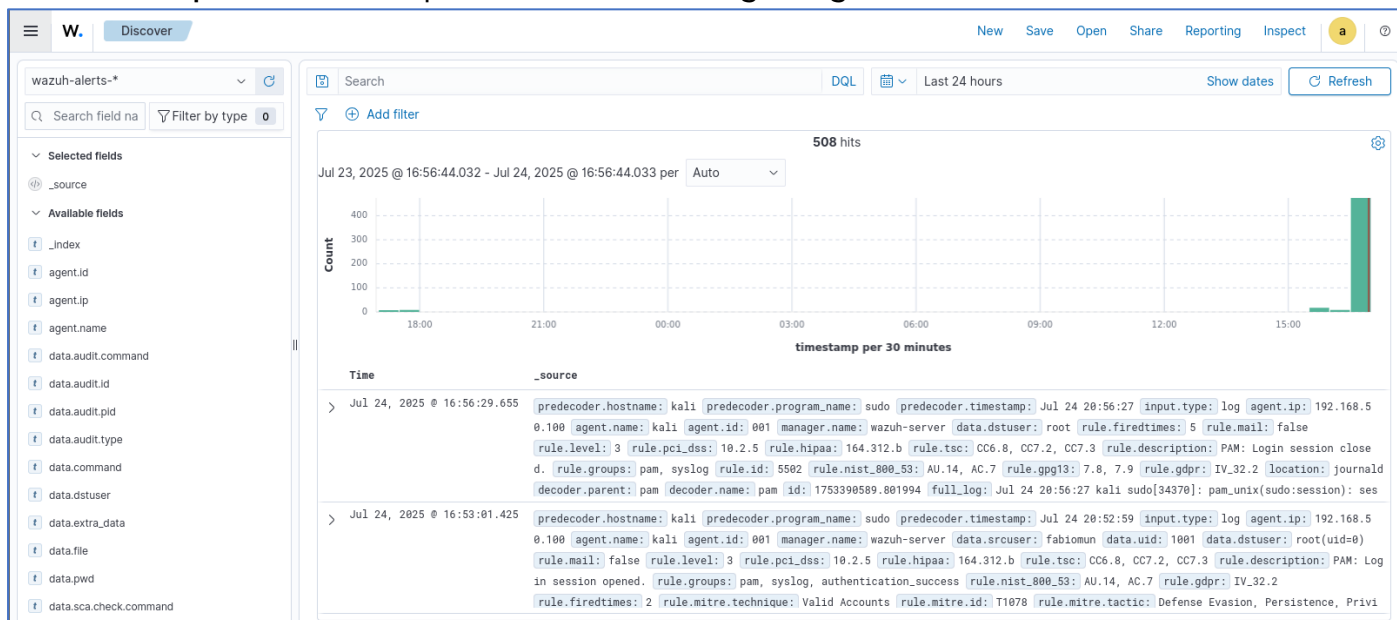 W. Discover New Save Open Share Reporting Inspect a
wazuh-alerts-*
Search DQL Last 24 hours Show dates Refresh
Search field na Filter by type 0
Add filter
Selected fields
_source
Available fields
t _index
t agent.id
t agent.ip
t agent.name
t data.audit.command
t data.audit.id
t data.audit.pid
t data.audit.type
t data.command
t data.dstuser
t data.extra_data
t data.file
t data.pwd
t data.sca.check.command
508 hits
Jul 23, 2025 @ 16:56:44.032 - Jul 24, 2025 @ 16:56:44.033 per Auto
Count
400
300
200
100
0
18:00 21:00 00:00 03:00 06:00 09:00 12:00 15:00
timestamp per 30 minutes
Time _source
Jul 24, 2025 @ 16:56:29.655 predecoder.hostname: kali predecoder.program_name: sudo predecoder.timestamp: Jul 24 20:56:27 input.type: log agent.ip: 192.168.5
0.100 agent.name: kali agent.id: 001 manager.name: wazuh-server data.dstuser: root rule.firedtimes: 5 rule.mail: false
rule.level: 3 rule.pci_dss: 10.2.5 rule.hipaa: 164.312.b rule.tsc: CC6.8, CC7.2, CC7.3 rule.description: PAM: Login session close
d. rule.groups: pam, syslog rule.id: 5502 rule.nist_800_53: AU.14, AC.7 rule.gpg13: 7.8, 7.9 rule.gdpr: IV_32.2 location: journald
decoder.parent: pam decoder.name: pam id: 1753390589.801994 full_log: Jul 24 20:56:27 kali sudo[34370]: pam_unix(sudo:session): ses
Jul 24, 2025 @ 16:53:01.425 predecoder.hostname: kali predecoder.program_name: sudo predecoder.timestamp: Jul 24 20:52:59 input.type: log agent.ip: 192.168.5
0.100 agent.name: kali agent.id: 001 manager.name: wazuh-server data.srcuser: fabiomun data.uid: 1001 data.dstuser: root(uid=0)
rule.mail: false rule.level: 3 rule.pci_dss: 10.2.5 rule.hipaa: 164.312.b rule.tsc: CC6.8, CC7.2, CC7.3 rule.description: PAM: Log
in session opened. rule.groups: pam, syslog, authentication_success rule.nist_800_53: AU.14, AC.7 rule.gdpr: IV_32.2
rule.firedtimes: 2 rule.mitre.technique: Valid Accounts rule.mitre.id: T1078 rule.mitre.tactic: Defense Evasion, Persistence, Privi